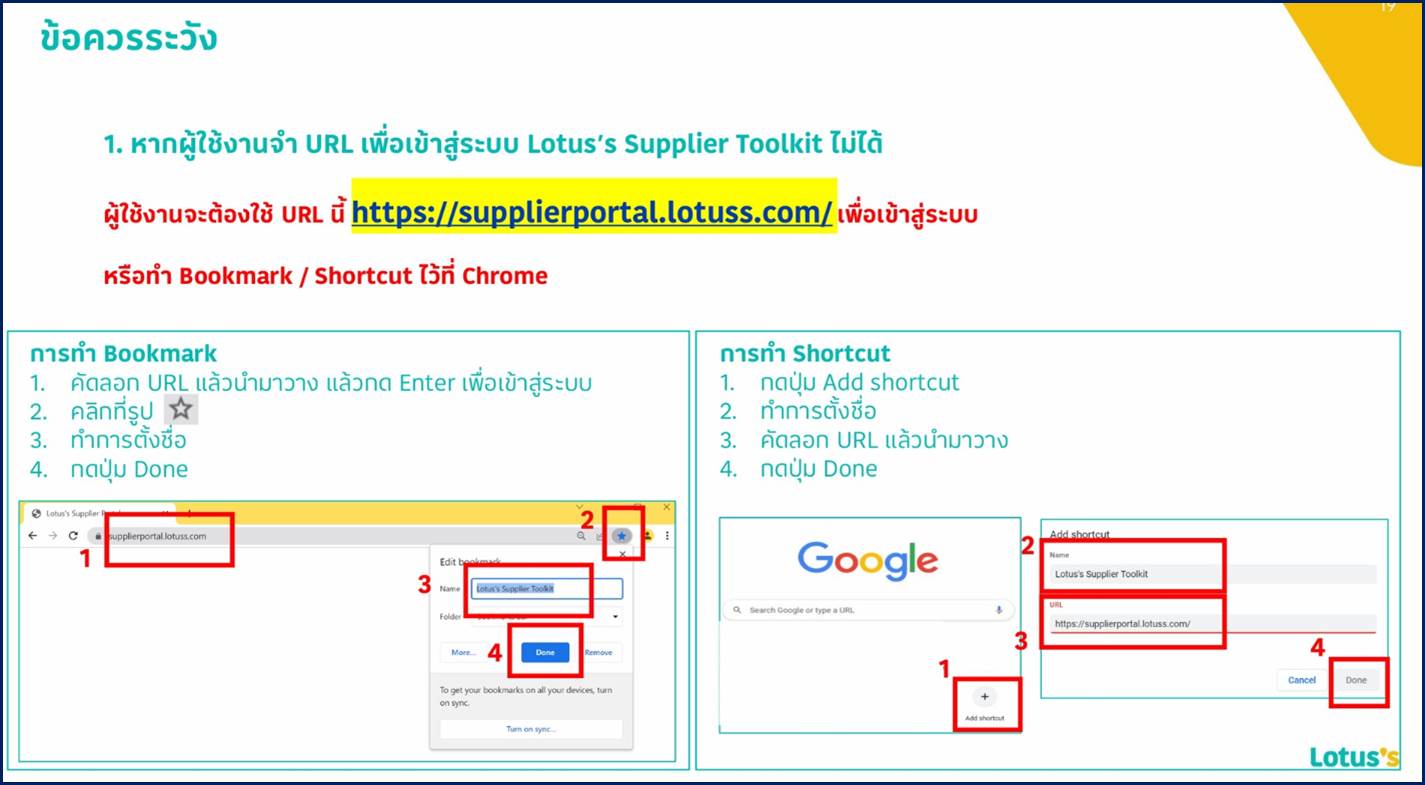 19
ข้อควรระวัง
1. หากผู้ใช้งานจำ URL เพื่อเข้าสู่ระบบ Lotus’s Supplier Toolkit ไม่ได้
ผู้ใช้งานจะต้องใช้ URL นี้ https://supplierportal.lotuss.com/ เพื่อเข้าสู่ระบบ
หรือทำ Bookmark / Shortcut ไว้ที่ Chrome
การทำ Bookmark
1. คัดลอก URL แล้วนำมาวาง แล้วกด Enter เพื่อเข้าสู่ระบบ
2. คลิกที่รูป
3. ทำการตั้งชื่อ
4. กดปุ่ม Done
Lotus's Supplier
2
supplierportal.lotuss.com
1
Edit bookmark
3
Name Lotus's Supplier Toolkit
Folder
More... 4 Done Remove
To get your bookmarks on all your devices, turn
on sync.
Turn on sync...
การทำ Shortcut
1. กดปุ่ม Add shortcut
2. ทำการตั้งชื่อ
3. คัดลอก URL แล้วนำมาวาง
4. กดปุ่ม Done
Google
Search Google or type a URL
1
Add shortcut
Add shortcut
2
Name
Lotus's Supplier Toolkit
URL
https://supplierportal.lotuss.com/
3
4
Cancel Done
Lotus's